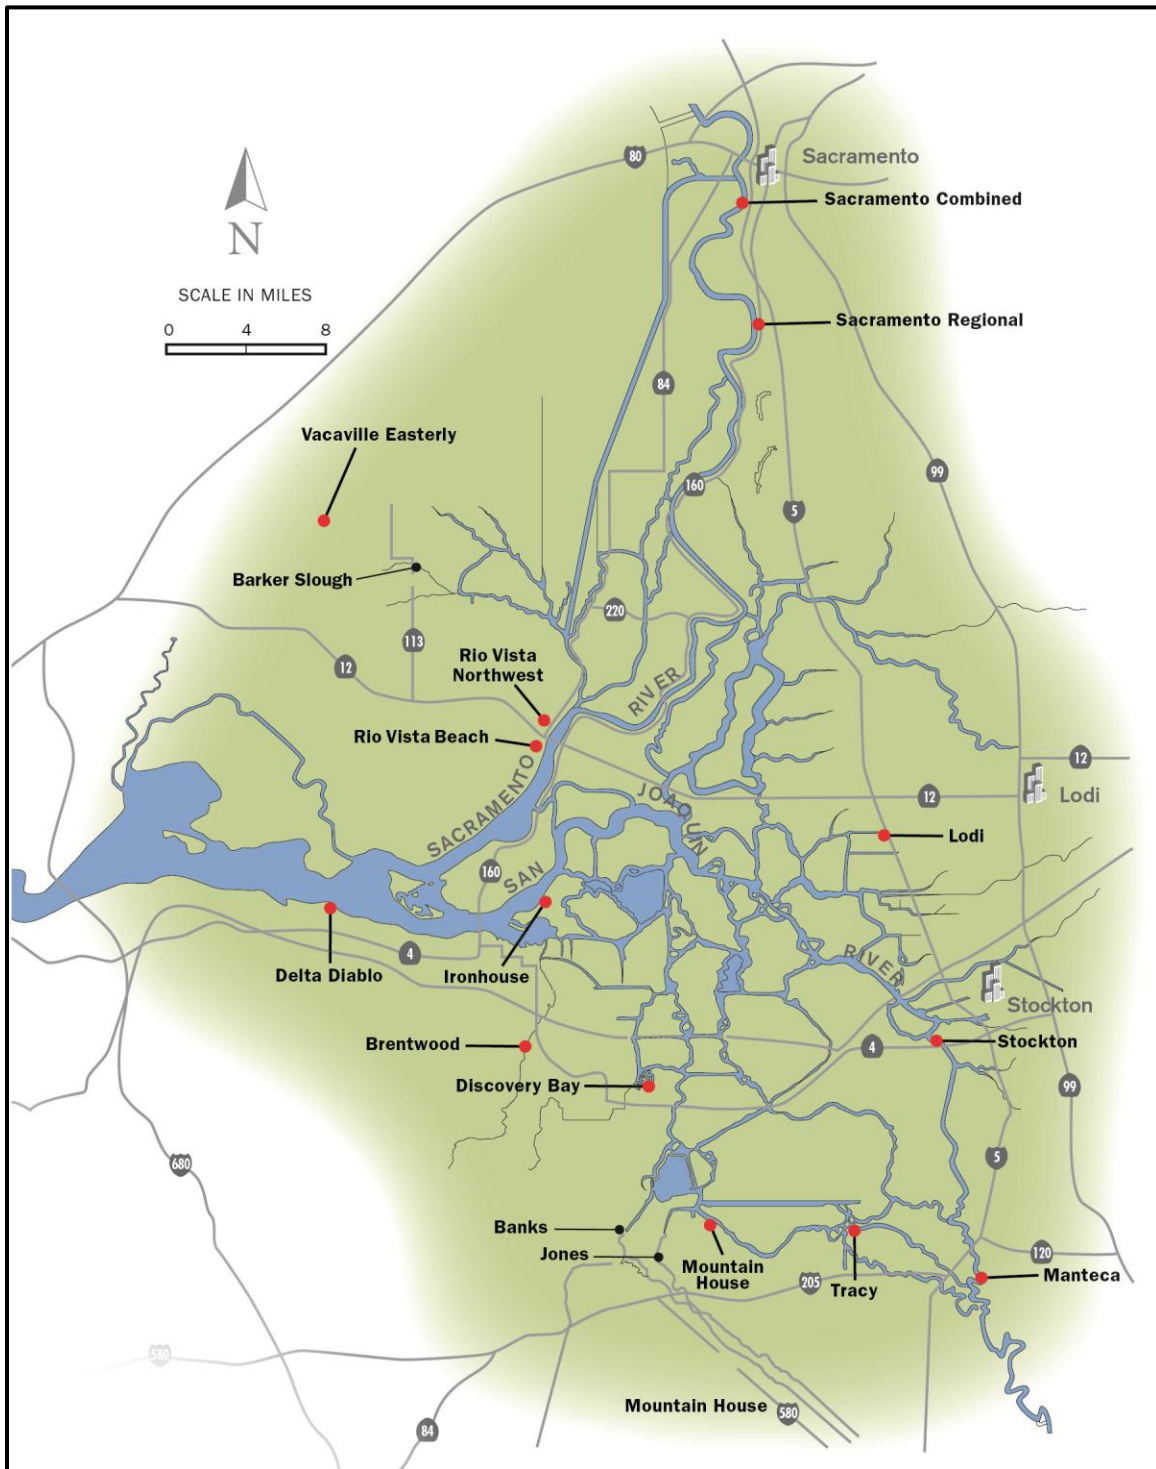 80
Sacramento
Sacramento Combined
N
SCALE IN MILES
0 4 8
Sacramento Regional
84
Vacaville Easterly
99
160
5
Barker Slough
220
113
12
Rio Vista
Northwest
RIVER
Rio Vista Beach
12
SACRAMENTO
JOAQUIN
12
Lodi
Lodi
160
SAN
4
Delta Diablo
Ironhouse
RIVER
Stockton
Brentwood
4
Stockton
Discovery Bay
99
680
5
Banks
Jones
Mountain
House
205
Tracy
120
Manteca
580
Mountain House
580
84